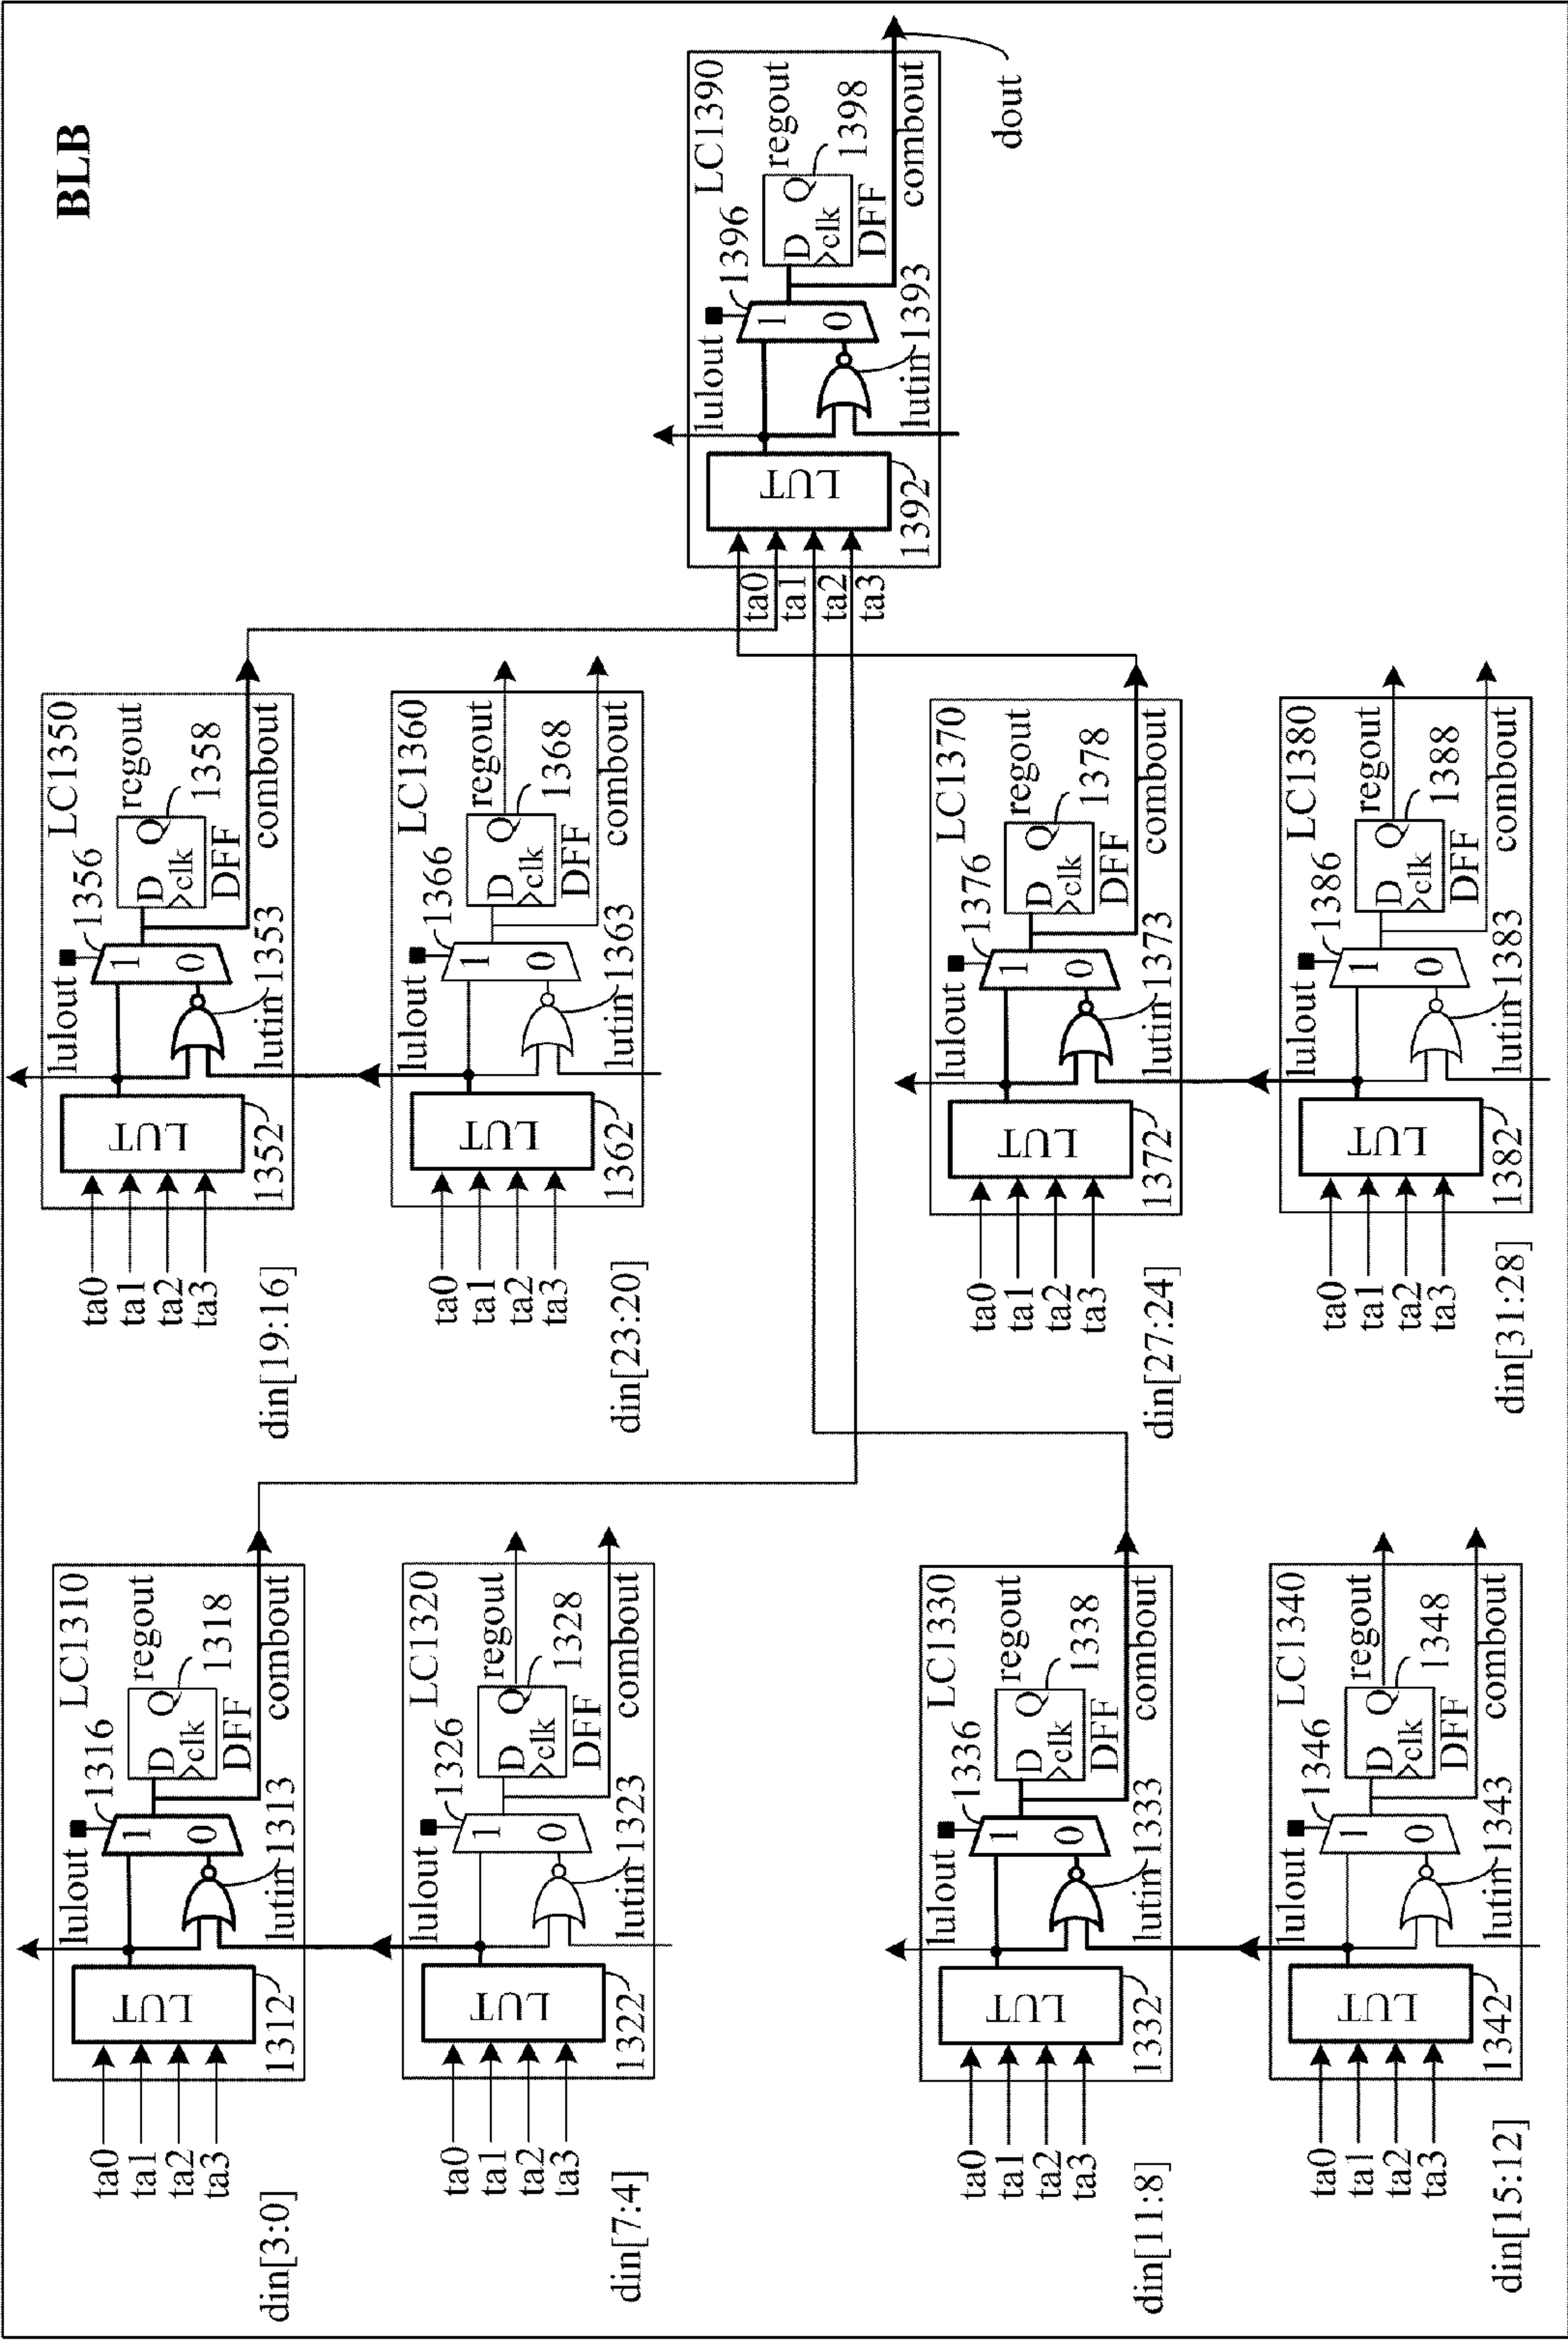 BLB
ta0
ta1
ta2
ta3
din[3:0]
LUT
1312
lulout
lutin
1313
1
0
1316
D Q
clk
DFF
1318
LC1310
regout
combout
ta0
ta1
ta2
ta3
din[7:4]
LUT
1322
lulout
lutin
1323
1
0
1326
D Q
clk
DFF
1328
LC1320
regout
combout
ta0
ta1
ta2
ta3
din[11:8]
LUT
1332
lulout
lutin
1333
1
0
1336
D Q
clk
DFF
1338
LC1330
regout
combout
ta0
ta1
ta2
ta3
din[15:12]
LUT
1342
lulout
lutin
1343
1
0
1346
D Q
clk
DFF
1348
LC1340
regout
combout
ta0
ta1
ta2
ta3
din[19:16]
LUT
1352
lulout
lutin
1353
1
0
1356
D Q
clk
DFF
1358
LC1350
regout
combout
ta0
ta1
ta2
ta3
din[23:20]
LUT
1362
lulout
lutin
1363
1
0
1366
D Q
clk
DFF
1368
LC1360
regout
combout
ta0
ta1
ta2
ta3
din[27:24]
LUT
1372
lulout
lutin
1373
1
0
1376
D Q
clk
DFF
1378
LC1370
regout
combout
ta0
ta1
ta2
ta3
din[31:28]
LUT
1382
lulout
lutin
1383
1
0
1386
D Q
clk
DFF
1388
LC1380
regout
combout
ta0
ta1
ta2
ta3
LUT
1392
lulout
lutin
1393
1
0
1396
D Q
clk
DFF
1398
LC1390
regout
combout
dout